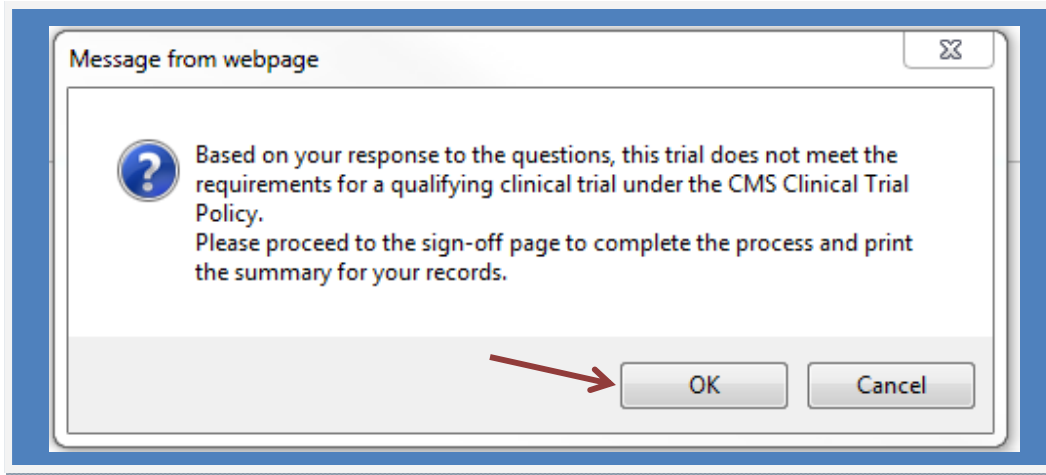 Message from webpage
Based on your response to the questions, this trial does not meet the
requirements for a qualifying clinical trial under the CMS Clinical Trial
Policy.
Please proceed to the sign-off page to complete the process and print
the summary for your records.
OK
Cancel